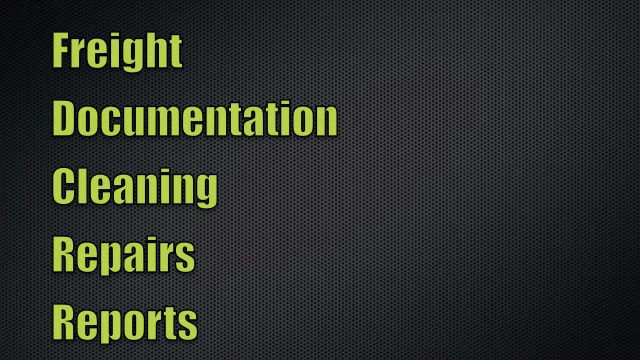 Freight
Documentation
Cleaning
Repairs
Reports